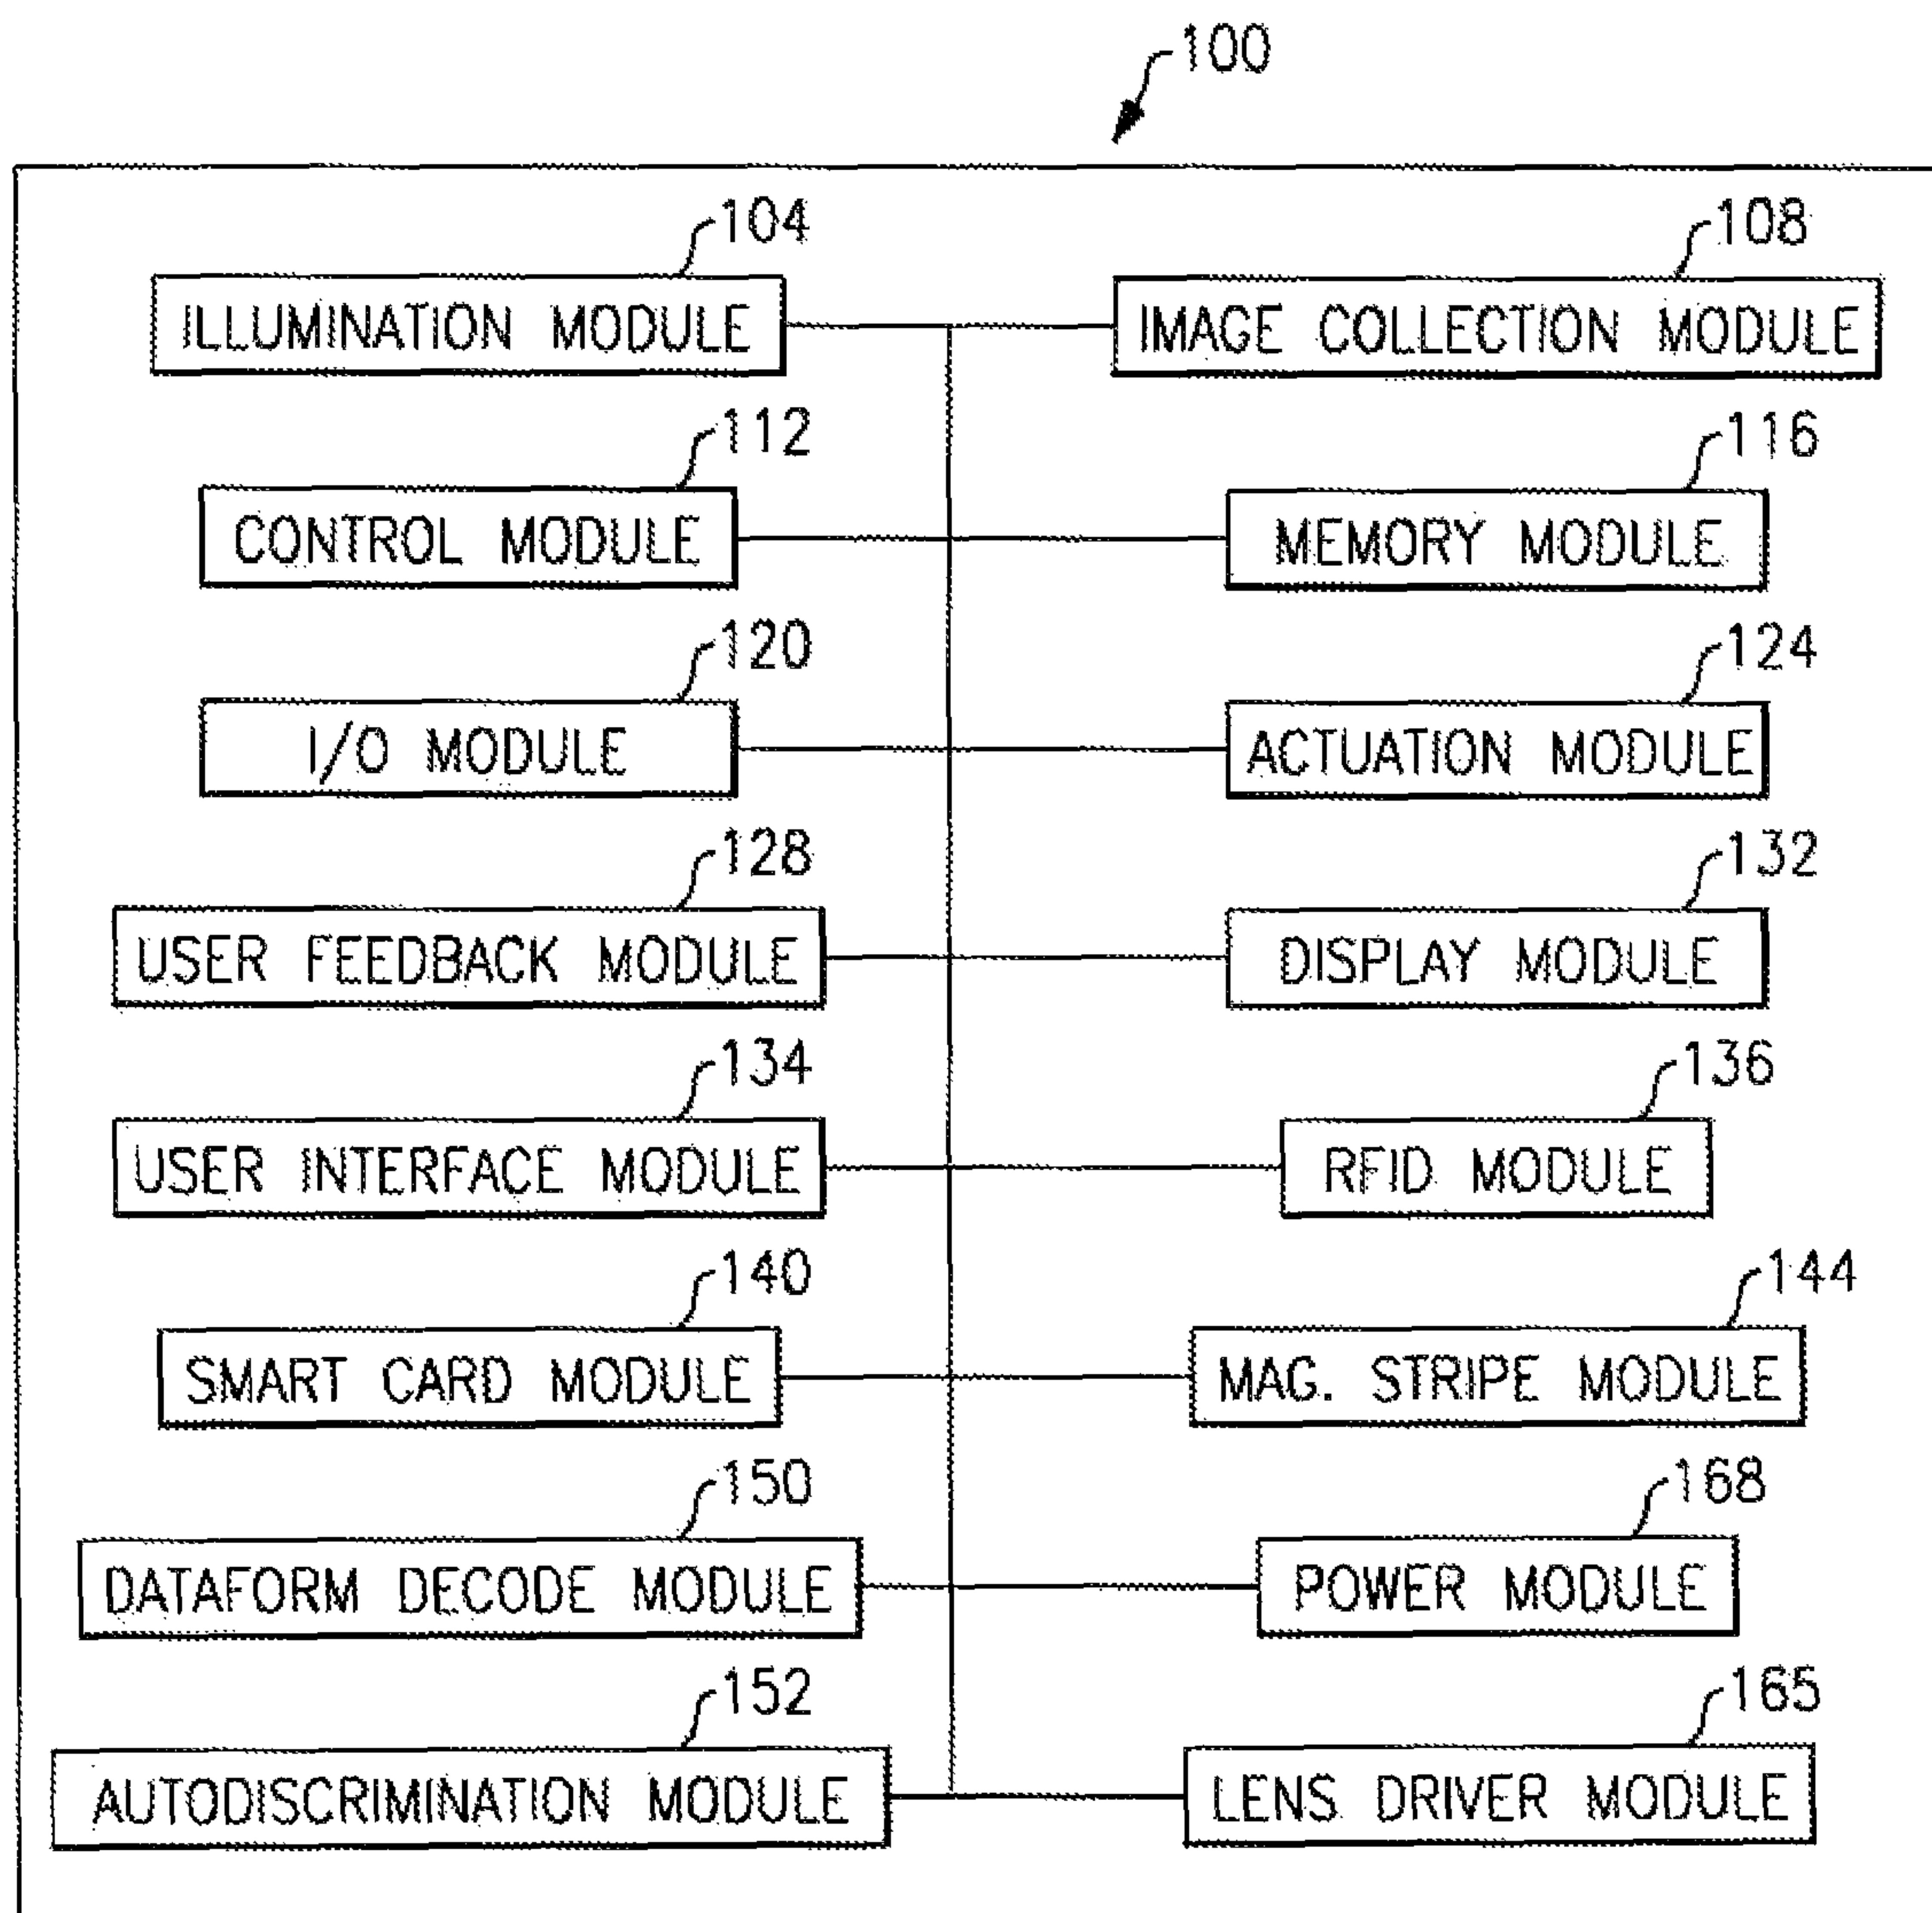 100
104
108
ILLUMINATION MODULE
IMAGE COLLECTION MODULE
112
116
CONTROL MODULE
MEMORY MODULE
120
124
I/O MODULE
ACTUATION MODULE
128
132
USER FEEDBACK MODULE
DISPLAY MODULE
134
136
USER INTERFACE MODULE
RFID MODULE
140
144
SMART CARD MODULE
MAG. STRIPE MODULE
150
168
DATAFORM DECODE MODULE
POWER MODULE
152
165
AUTODISCRIMINATION MODULE
LENS DRIVER MODULE